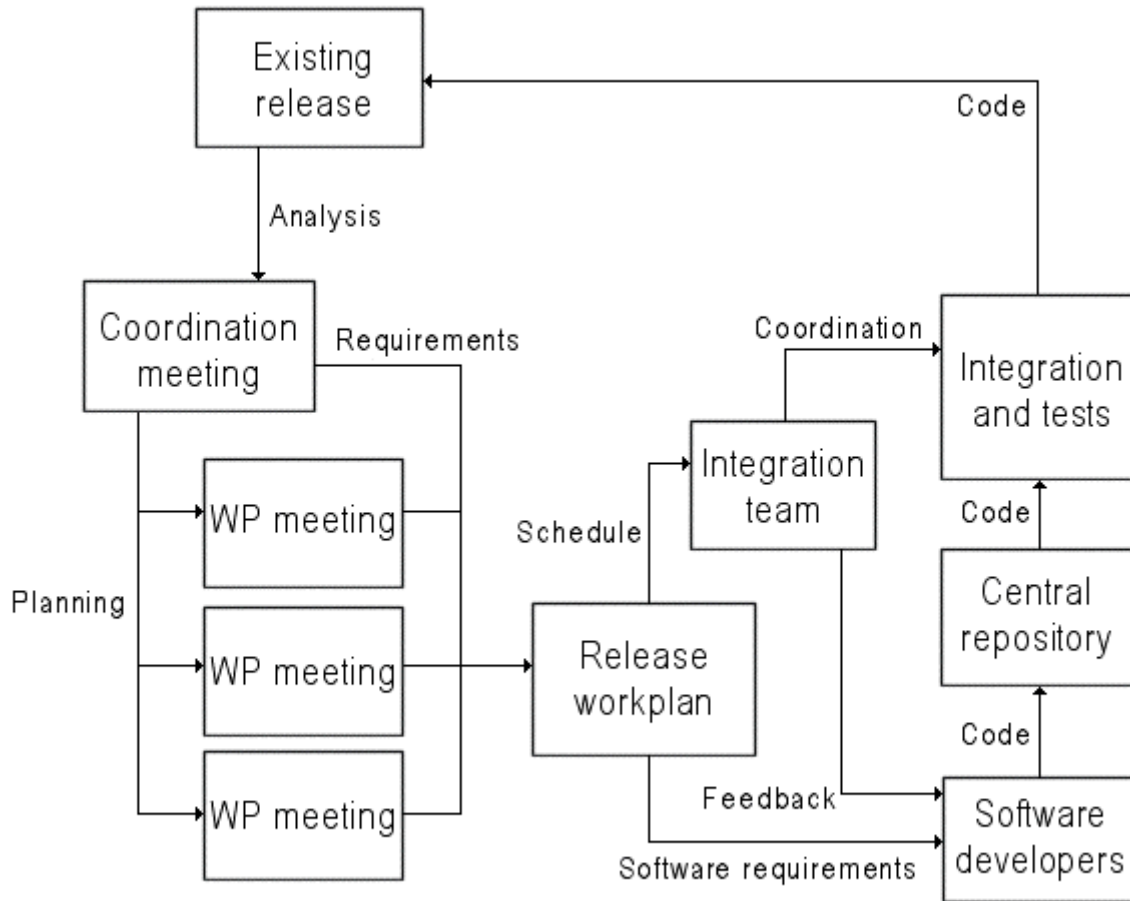 Existing
release
Code
Analysis
Coordination
meeting
Requirements
Coordination
Integration
and tests
Integration
team
WP meeting
Schedule
Code
Planning
Central
repository
WP meeting
Release
workplan
Code
WP meeting
Feedback
Software
developers
Software requirements